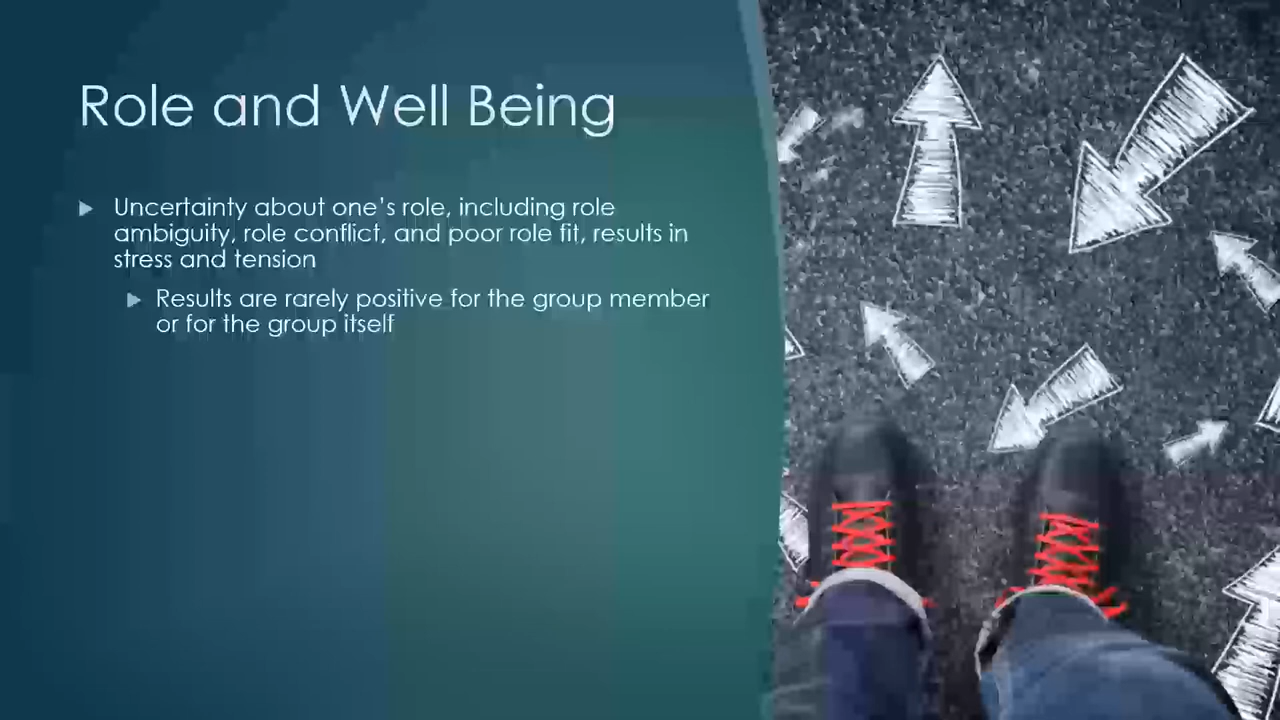 Role and Well Being
Uncertainty about one's role, including role
ambiguity, role conflict, and poor role fit, results in
stress and tension
Results are rarely positive for the group member
or for the group itself